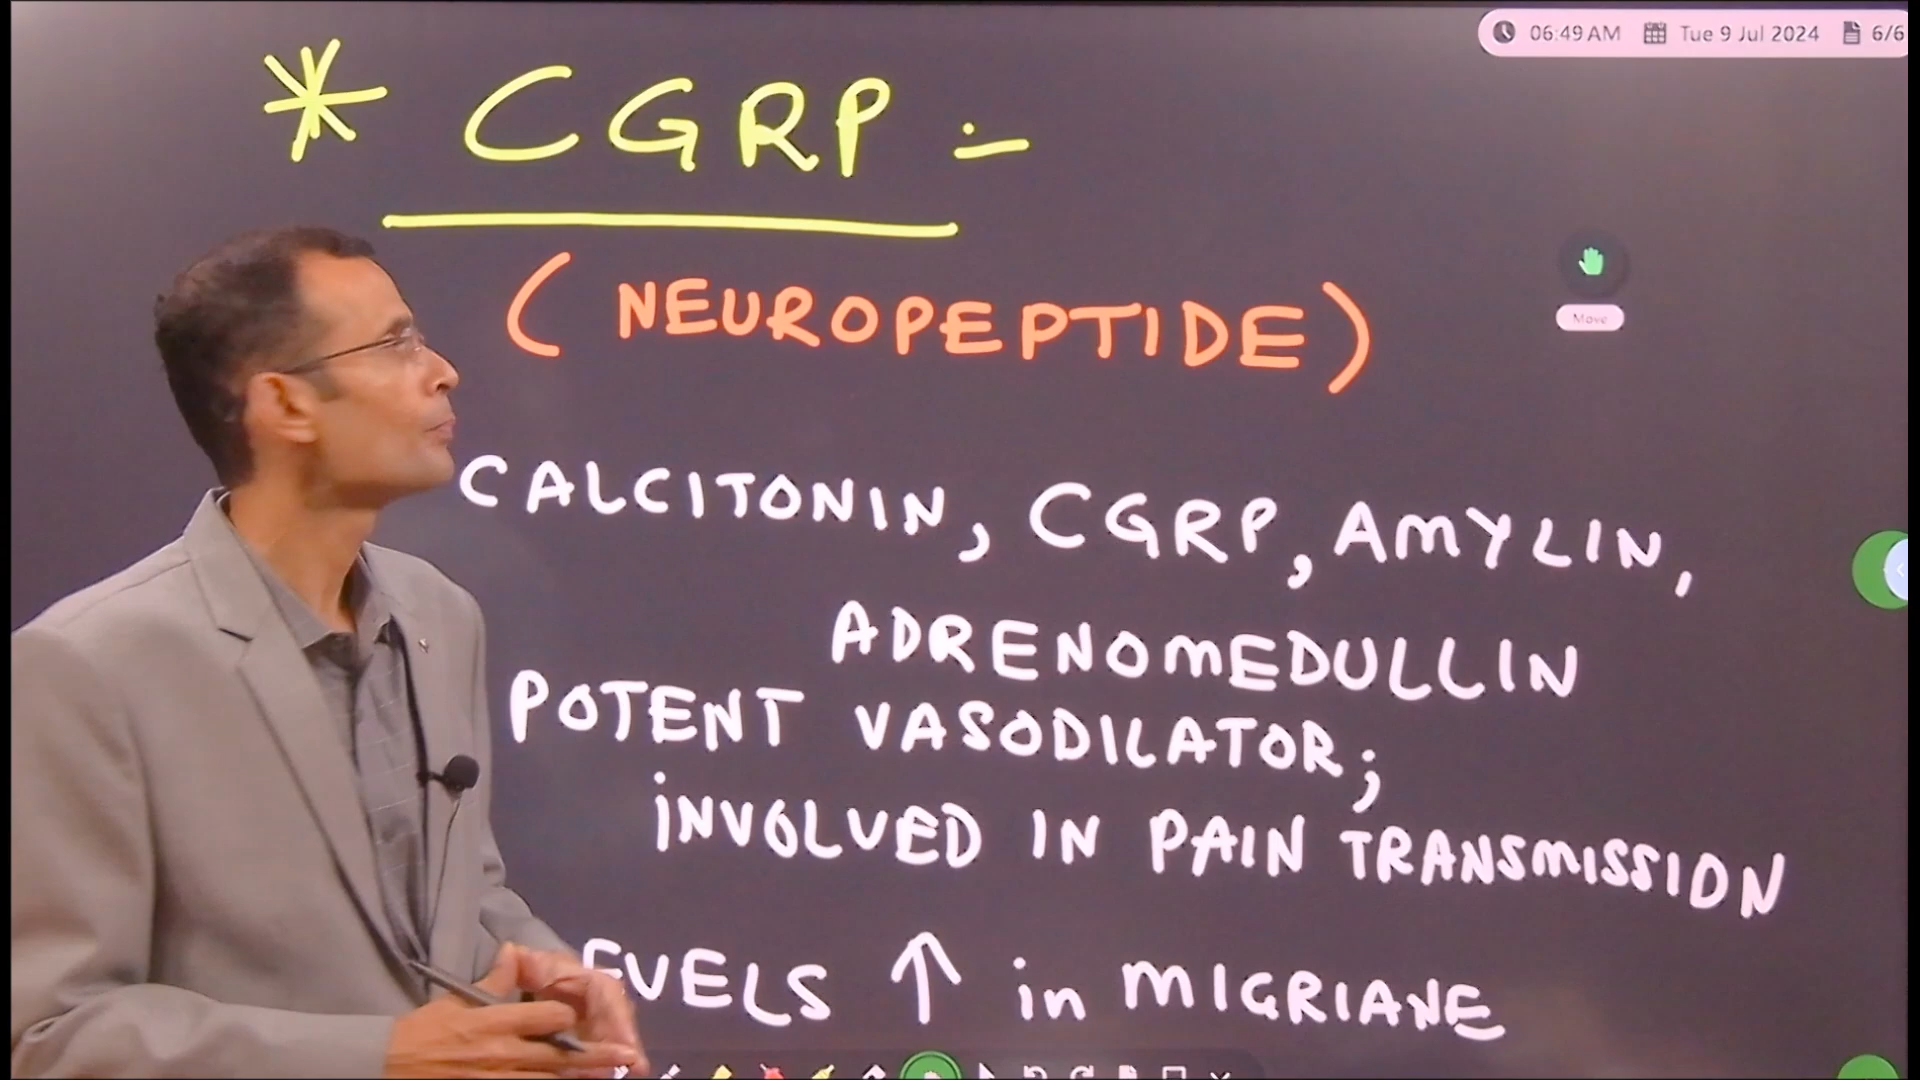 06:49 AM Tue 9 Jul 2024 6/6
* CGRP :-
(NEUROPEPTIDE)
Move
CALCITONIN, CGRP, AMYLIN,
ADRENOMEDULLIN
POTENT VASODILATOR;
INVOLVED IN PAIN TRANSMISSION
EVELS ↑ in MIGRIANE